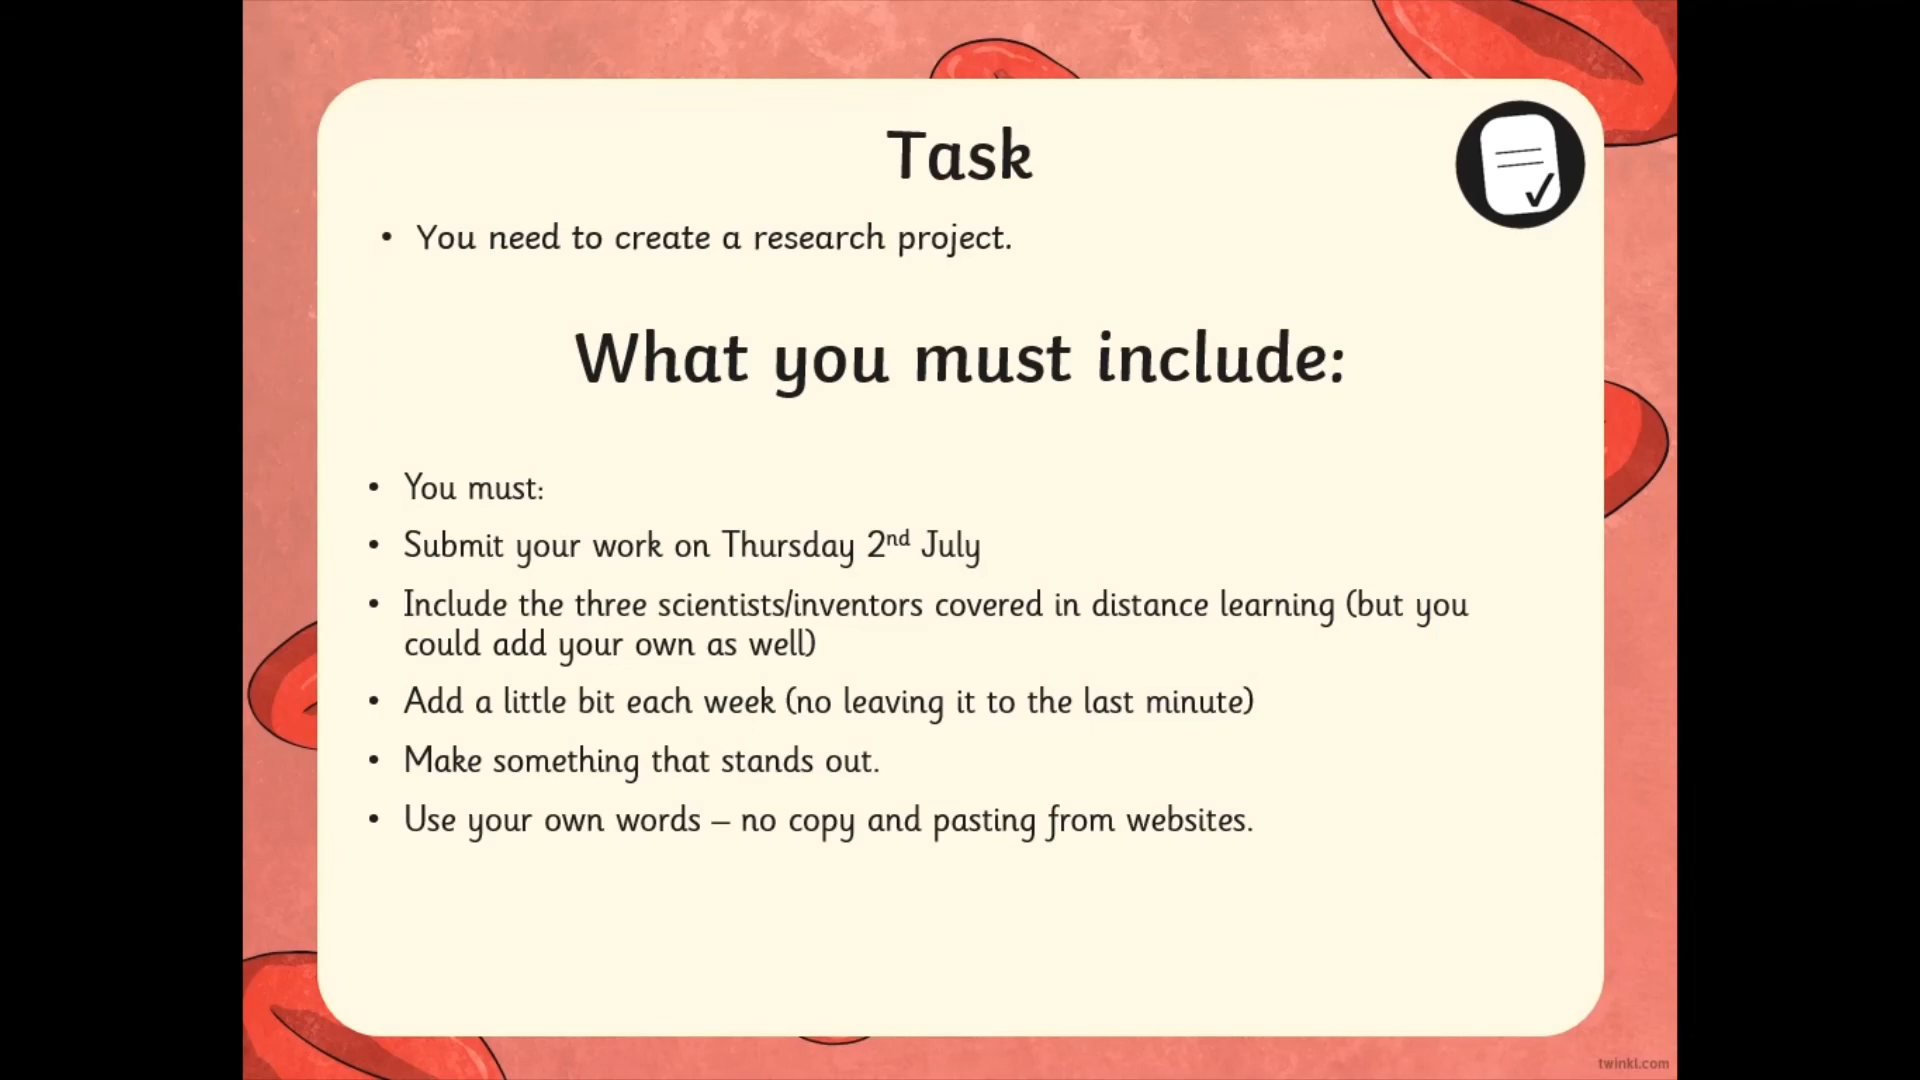 Task
• You need to create a research project.
What you must include:
• You must:
• Submit your work on Thursday 2nd July
• Include the three scientists/inventors covered in distance learning (but you
could add your own as well)
• Add a little bit each week (no leaving it to the last minute)
• Make something that stands out.
• Use your own words – no copy and pasting from websites.
twinkl.com